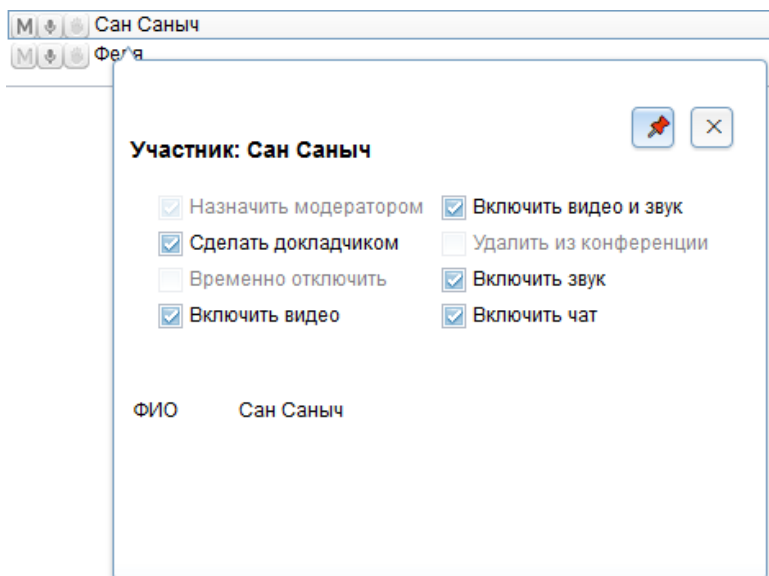 М Сан Саныч
М Федя
Участник: Сан Саныч
Назначить модератором Включить видео и звук
Сделать докладчиком Удалить из конференции
Временно отключить Включить звук
Включить видео Включить чат
ФИО Сан Саныч